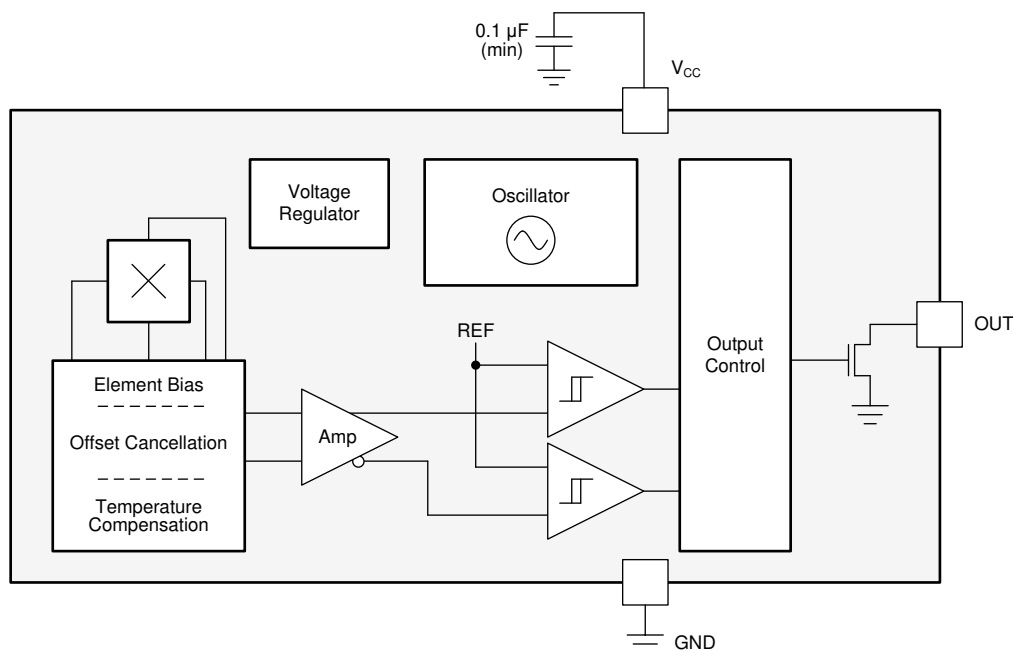 0.1 µF
(min)
VCC
Voltage
Regulator
Oscillator
REF
Output
Control
OUT
Element Bias
Offset Cancellation
Amp
Temperature
Compensation
GND